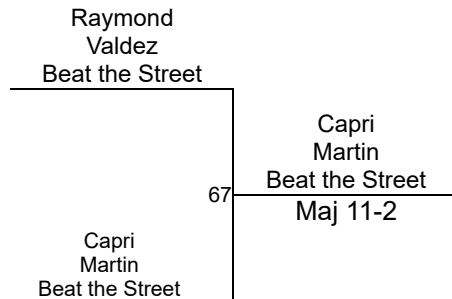 Raymond
Valdez
Beat the Street
Capri
Martin
Beat the Street
67
Maj 11-2
Capri
Martin
Beat the Street